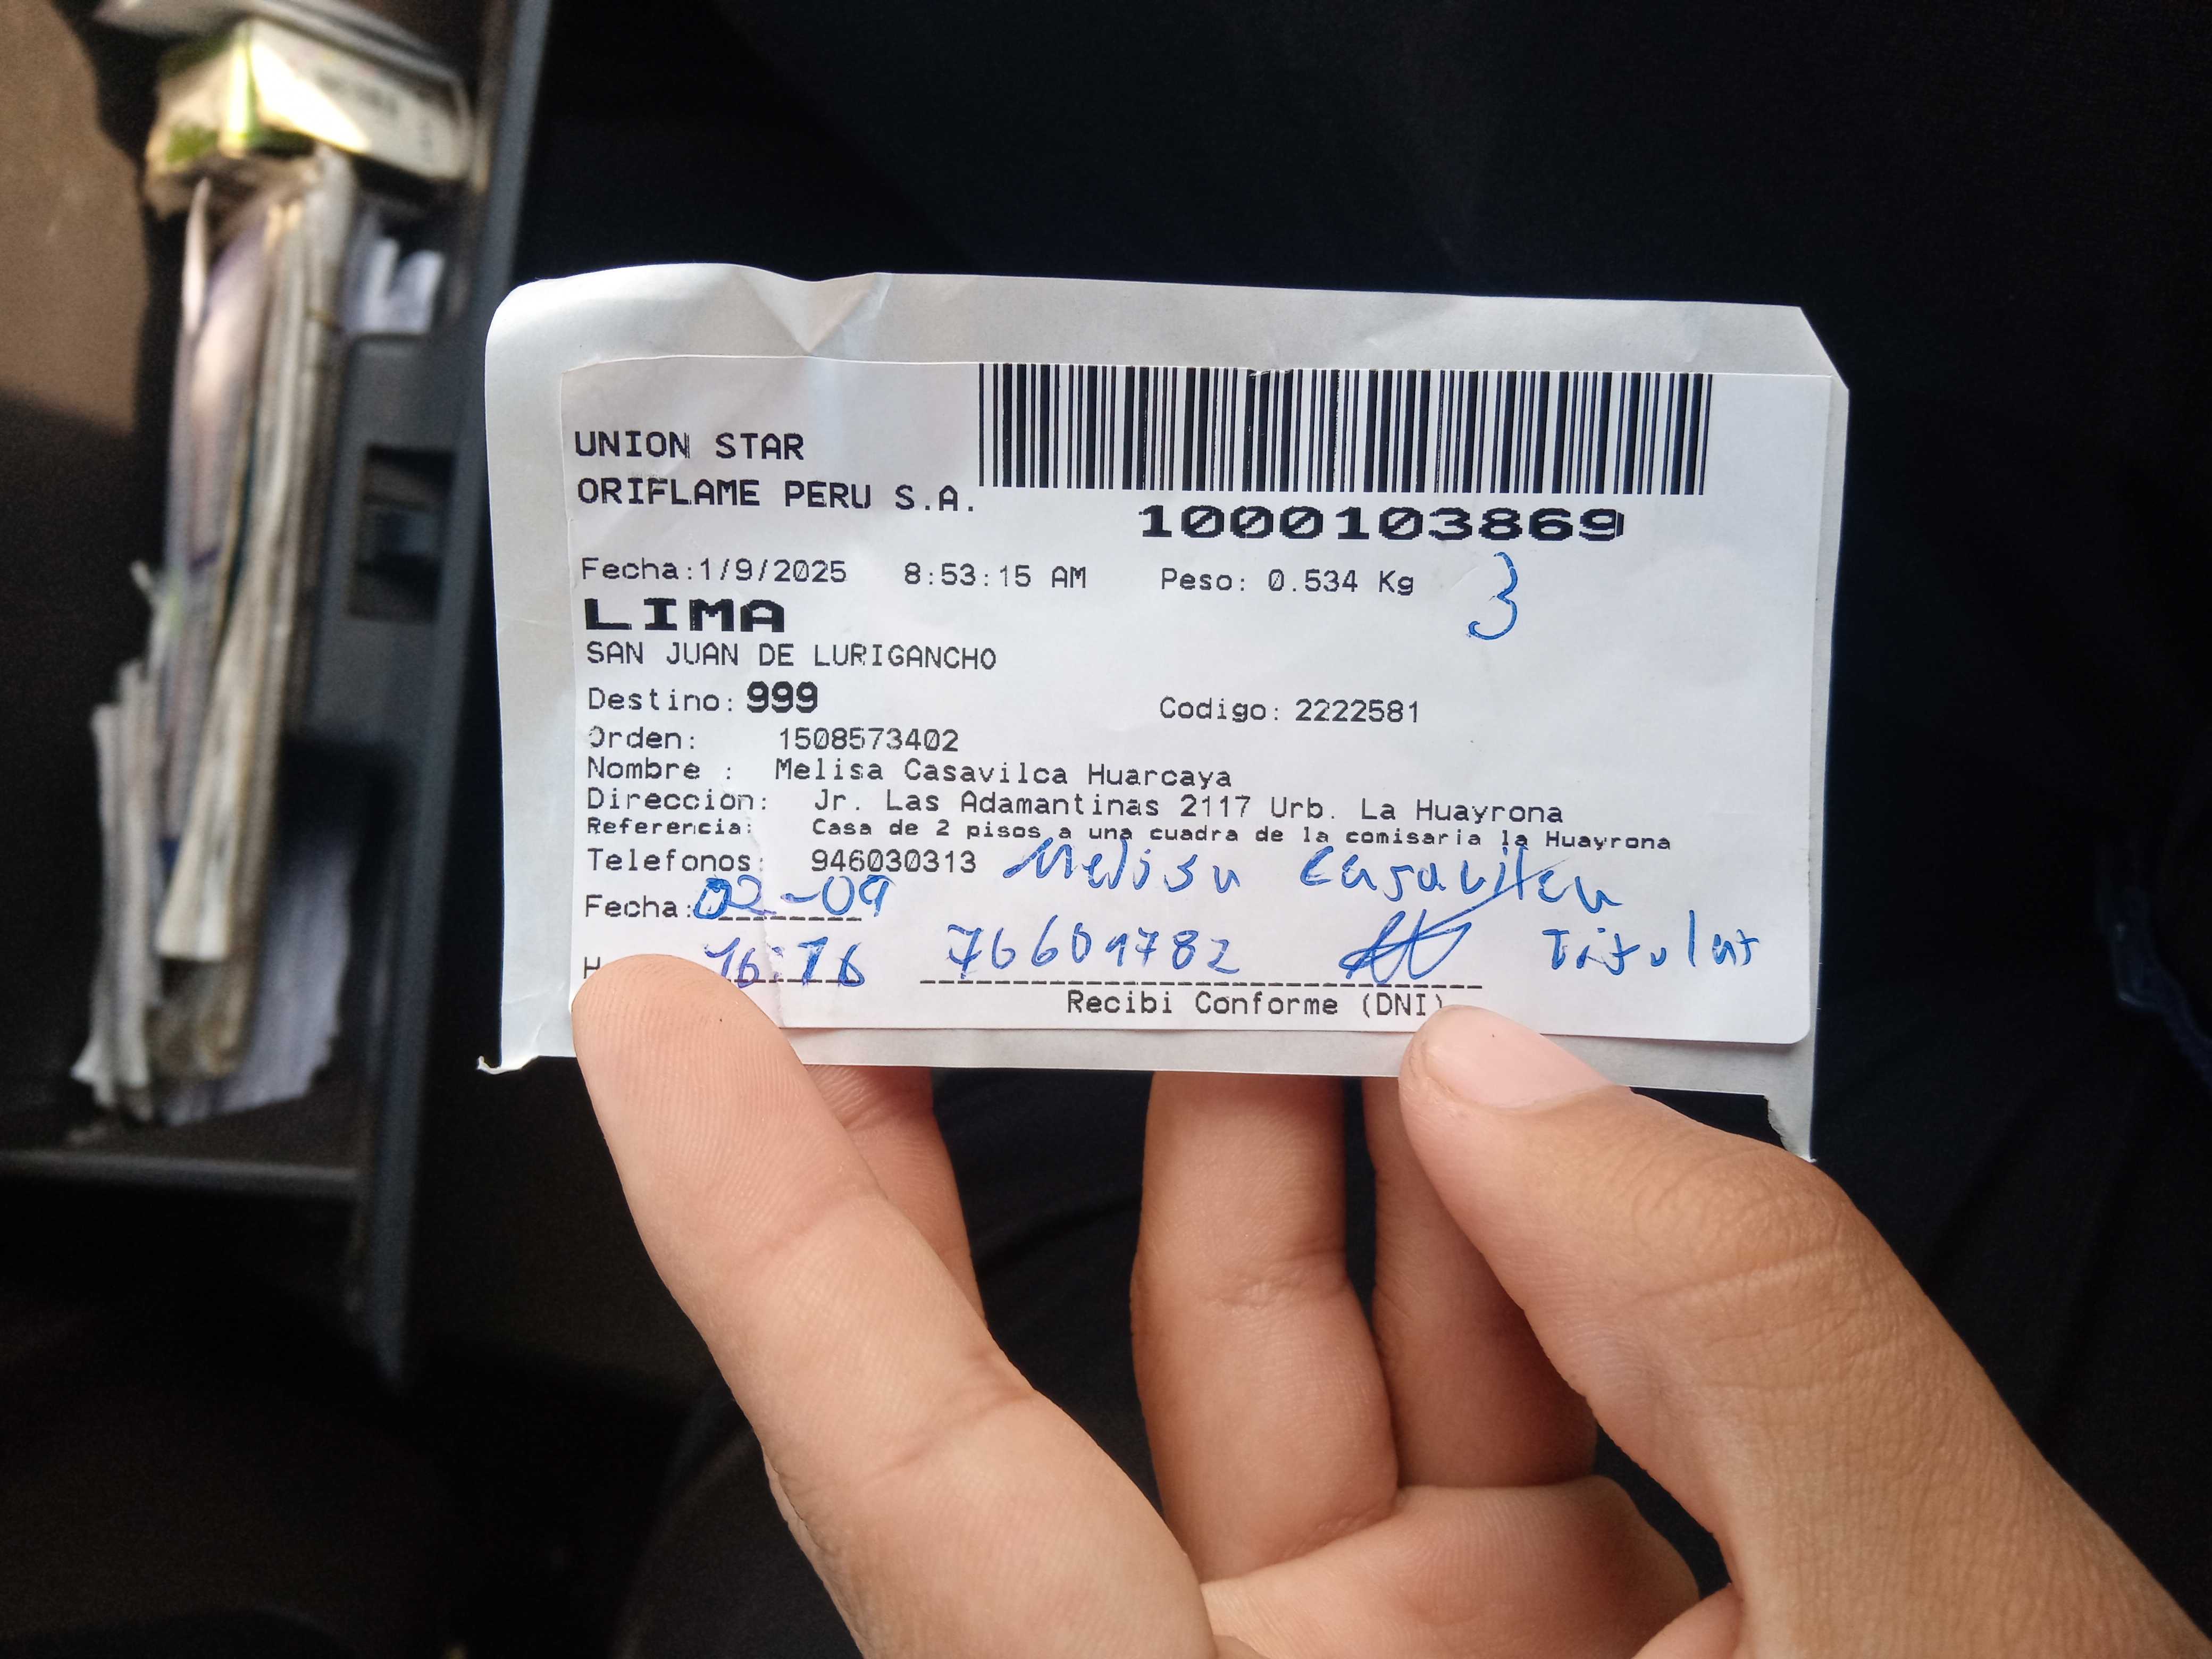 UNION STAR
ORIFLAME PERU S.A.
1000103869
Fecha:1/9/2025 8:53:15 AM Peso: 0.534 Kg 3
LIMA
SAN JUAN DE LURIGANCHO
Destino: 999 Codigo: 2222581
Orden: 1508573402
Nombre : Melisa Casavilca Huarcaya
Direccion: Jr. Las Adamantinas 2117 Urb. La Huayrona
Referencia: Casa de 2 pisos a una cuadra de la comisaria la Huayrona
Telefonos: 946030313 Melisa Casavilca
Fecha: 02-09
H 16:16 76609782 Titular
Recibi Conforme (DNI)